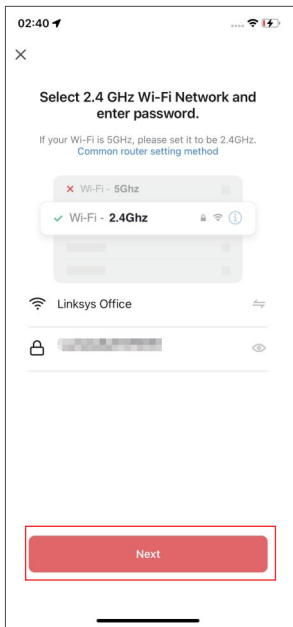 02:40
Select 2.4 GHz Wi-Fi Network and
enter password.
If your Wi-Fi is 5GHz, please set it to be 2.4GHz.
Common router setting method
Wi-Fi - 5Ghz
Wi-Fi - 2.4Ghz
Linksys Office
Next